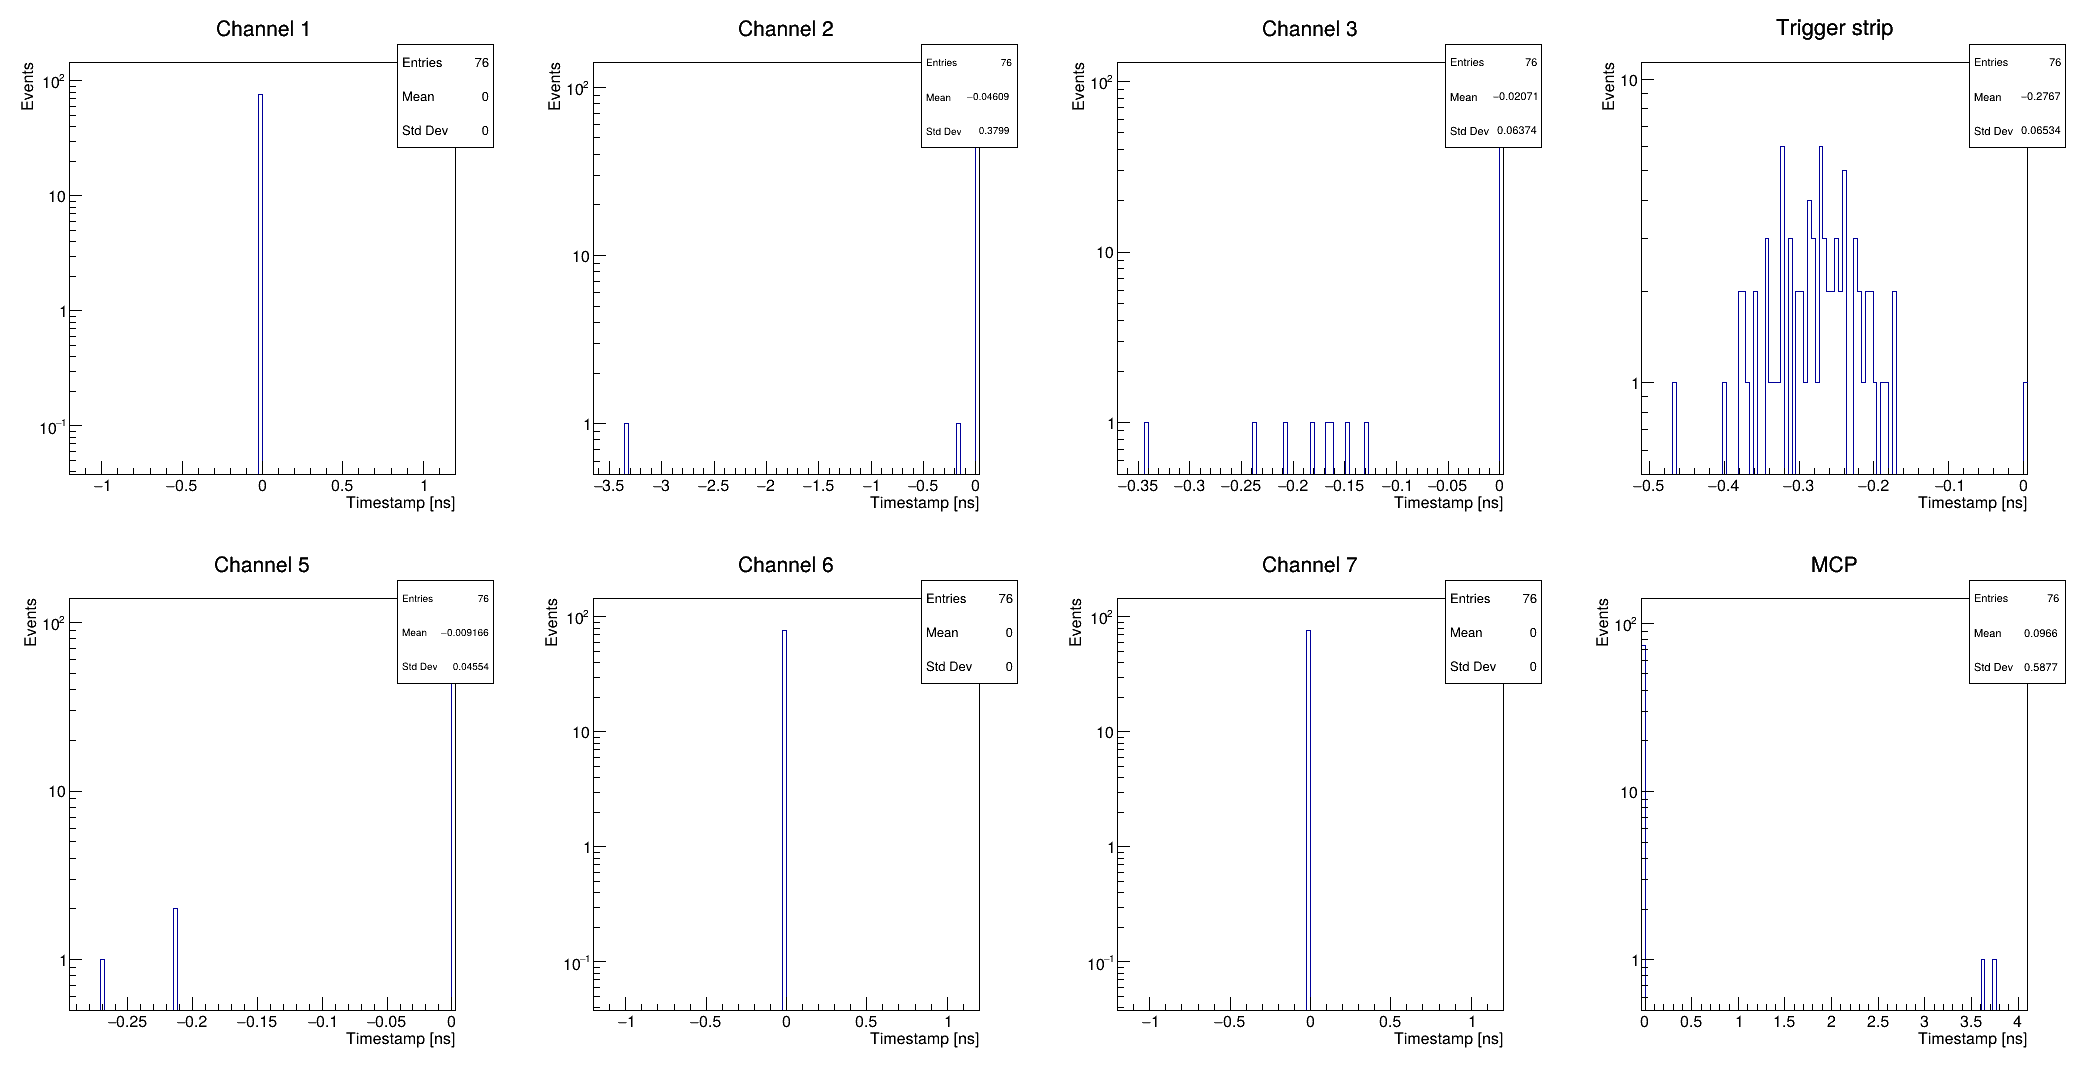 Channel 1
Events
Entries 76
Mean 0
Std Dev 0
10²
10
1
10⁻¹
−1 −0.5 0 0.5 1
Timestamp [ns]
Channel 2
Events
Entries 76
Mean −0.04609
Std Dev 0.3799
10²
10
1
−3.5 −3 −2.5 −2 −1.5 −1 −0.5 0
Timestamp [ns]
Channel 3
Events
Entries 76
Mean −0.02071
Std Dev 0.06374
10²
10
1
−0.35 −0.3 −0.25 −0.2 −0.15 −0.1 −0.05 0
Timestamp [ns]
Trigger strip
Events
Entries 76
Mean −0.2767
Std Dev 0.06534
10
1
−0.5 −0.4 −0.3 −0.2 −0.1 0
Timestamp [ns]
Channel 5
Events
Entries 76
Mean −0.009166
Std Dev 0.04554
10²
10
1
−0.25 −0.2 −0.15 −0.1 −0.05 0
Timestamp [ns]
Channel 6
Events
Entries 76
Mean 0
Std Dev 0
10²
10
1
10⁻¹
−1 −0.5 0 0.5 1
Timestamp [ns]
Channel 7
Events
Entries 76
Mean 0
Std Dev 0
10²
10
1
10⁻¹
−1 −0.5 0 0.5 1
Timestamp [ns]
MCP
Events
Entries 76
Mean 0.0966
Std Dev 0.5877
10²
10
1
0 0.5 1 1.5 2 2.5 3 3.5 4
Timestamp [ns]